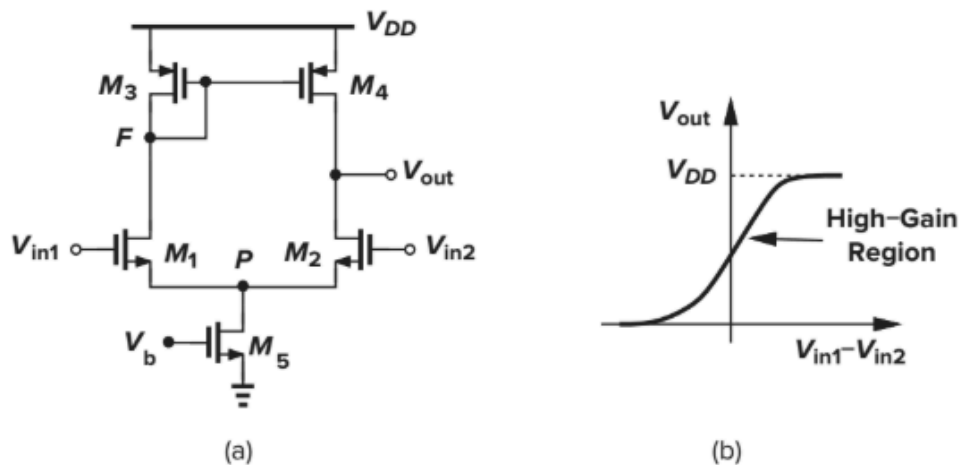 V_DD
M_3
M_4
F
V_out
V_in1
M_1
P
M_2
V_in2
V_b
M_5
(a)
V_out
V_DD
High–Gain
Region
V_in1–V_in2
(b)